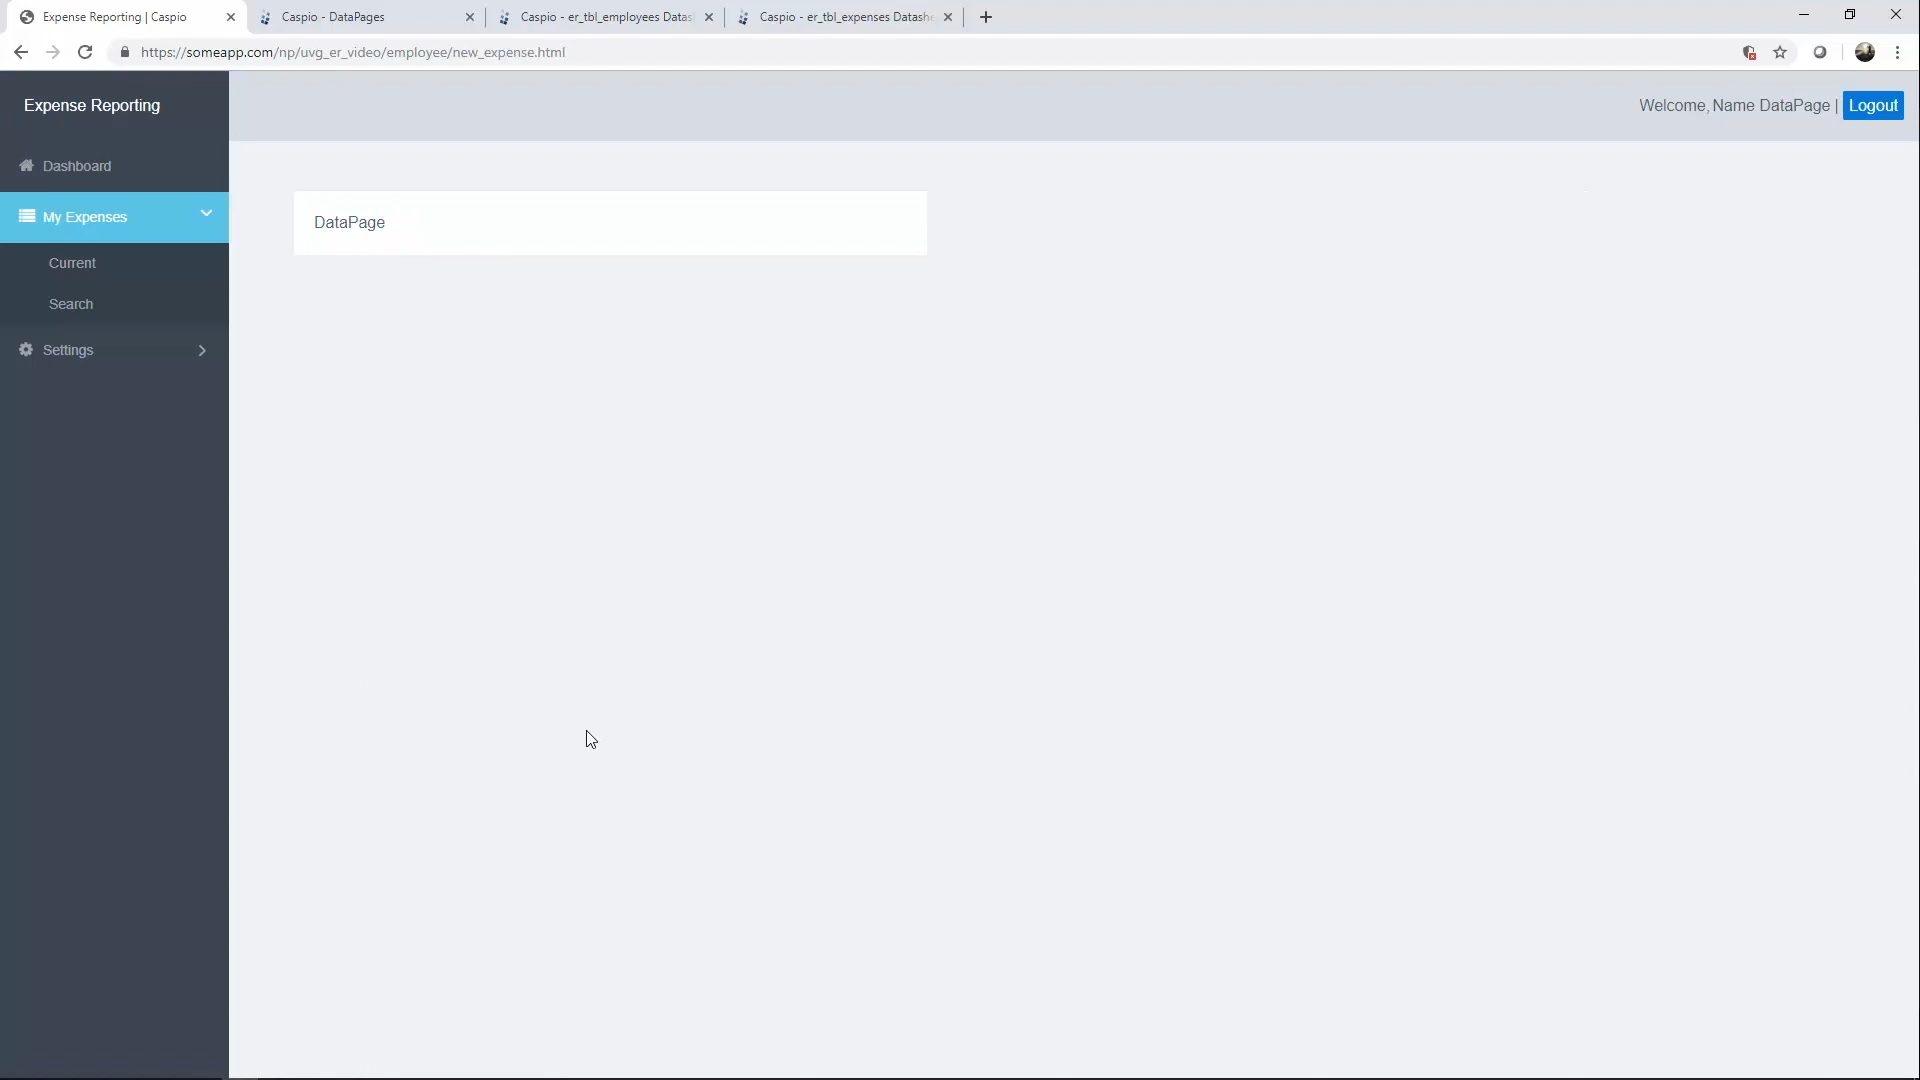 Expense Reporting | Caspio
Caspio - DataPages
Caspio - er_tbl_employees Datas
Caspio - er_tbl_expenses Datashe
https://someapp.com/np/uvg_er_video/employee/new_expense.html
Expense Reporting
Welcome, Name DataPage | Logout
Dashboard
My Expenses
Current
Search
Settings
DataPage